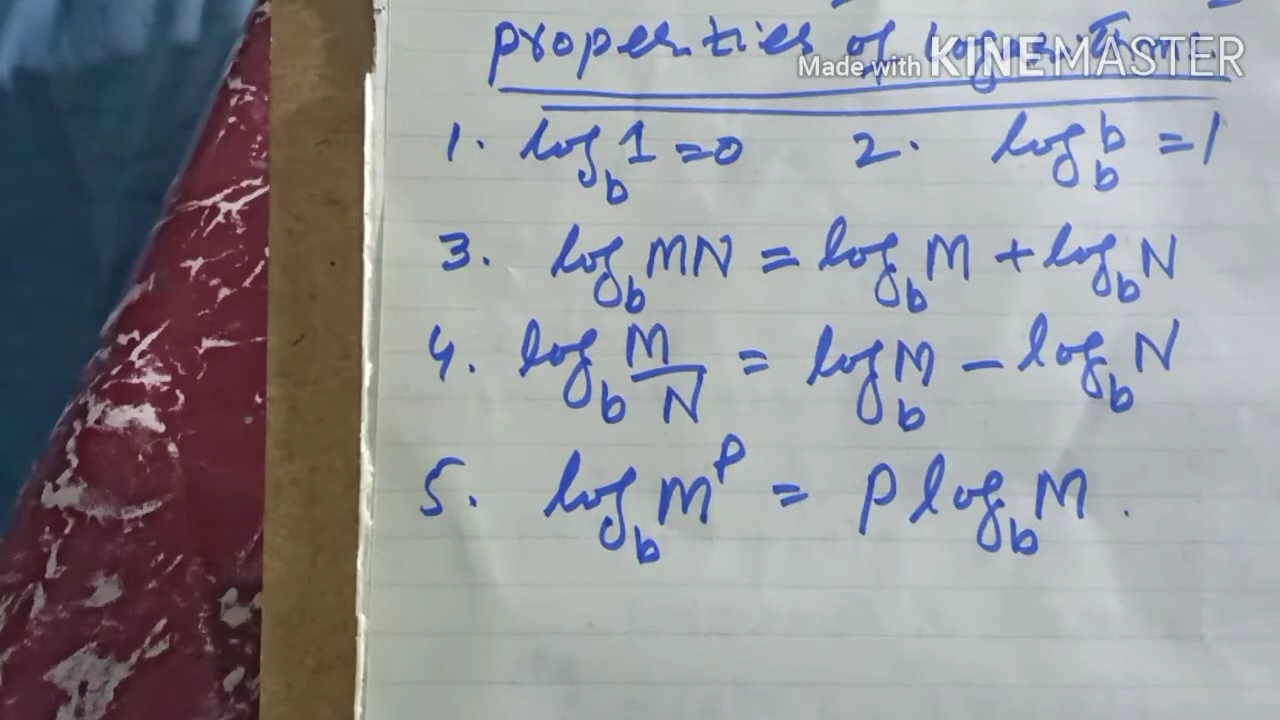 properties of logarithms
Made with KINEMASTER
1. log_b 1 = 0 2. log_b b = 1
3. log_b MN = log_b M + log_b N
4. log_b M/N = log_b M - log_b N
5. log_b M^p = p log_b M.